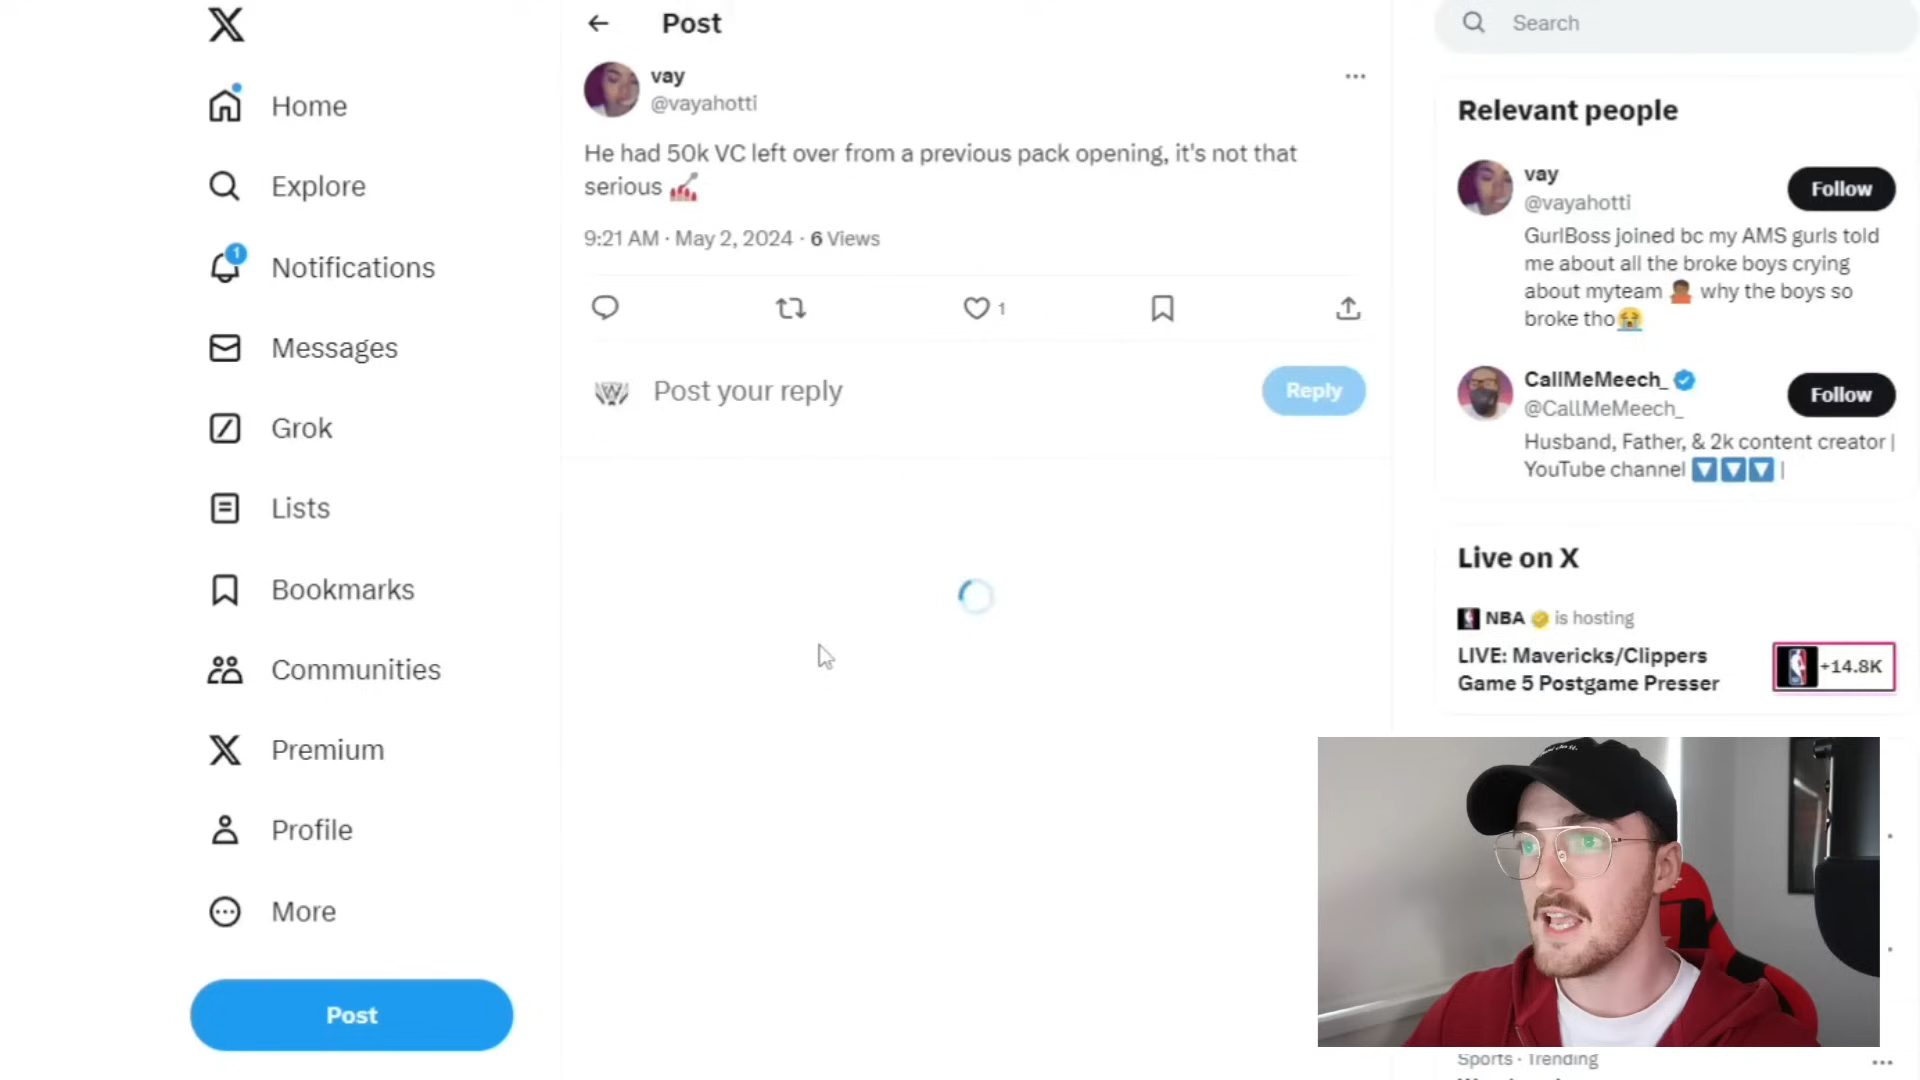 Home
Explore
1
Notifications
Messages
Grok
Lists
Bookmarks
Communities
Premium
Profile
More
Post
Post
vay
@vayahotti
He had 50k VC left over from a previous pack opening, it's not that
serious 💅
9:21 AM · May 2, 2024 · 6 Views
1
Post your reply
Reply
Search
Relevant people
vay
@vayahotti
Follow
GurlBoss joined bc my AMS gurls told
me about all the broke boys crying
about myteam 🤷🏾 why the boys so
broke tho😭
CallMeMeech_
@CallMeMeech_
Follow
Husband, Father, & 2k content creator |
YouTube channel 🔽🔽🔽 |
Live on X
NBA is hosting
LIVE: Mavericks/Clippers
Game 5 Postgame Presser
+14.8K
Sports · Trending